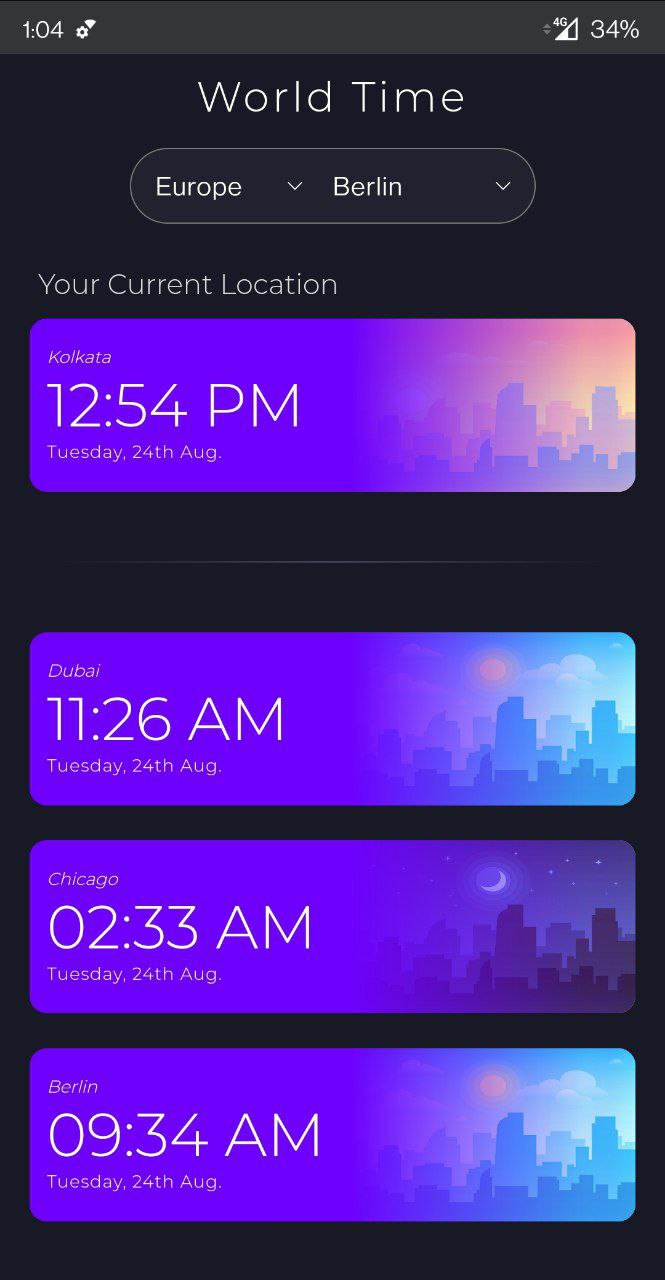 1:04
4G 34%
World Time
Europe Berlin
Your Current Location
Kolkata
12:54 PM
Tuesday, 24th Aug.
Dubai
11:26 AM
Tuesday, 24th Aug.
Chicago
02:33 AM
Tuesday, 24th Aug.
Berlin
09:34 AM
Tuesday, 24th Aug.